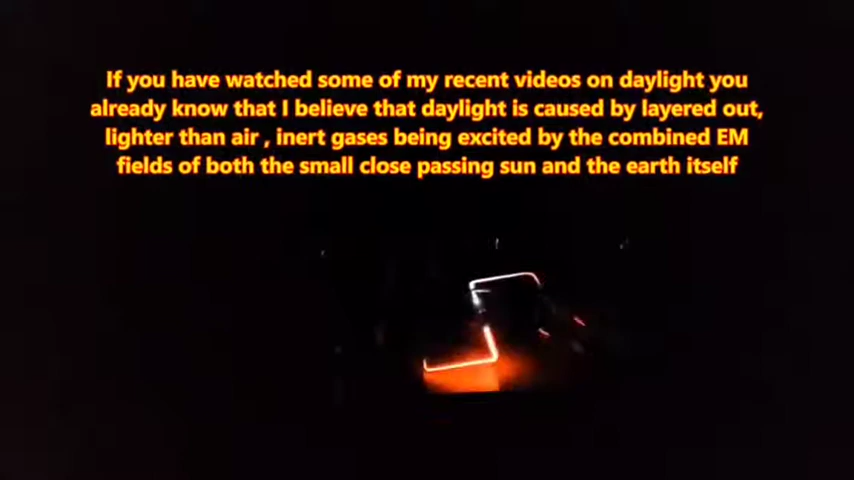 If you have watched some of my recent videos on daylight you
already know that I believe that daylight is caused by layered out,
lighter than air , inert gases being excited by the combined EM
fields of both the small close passing sun and the earth itself